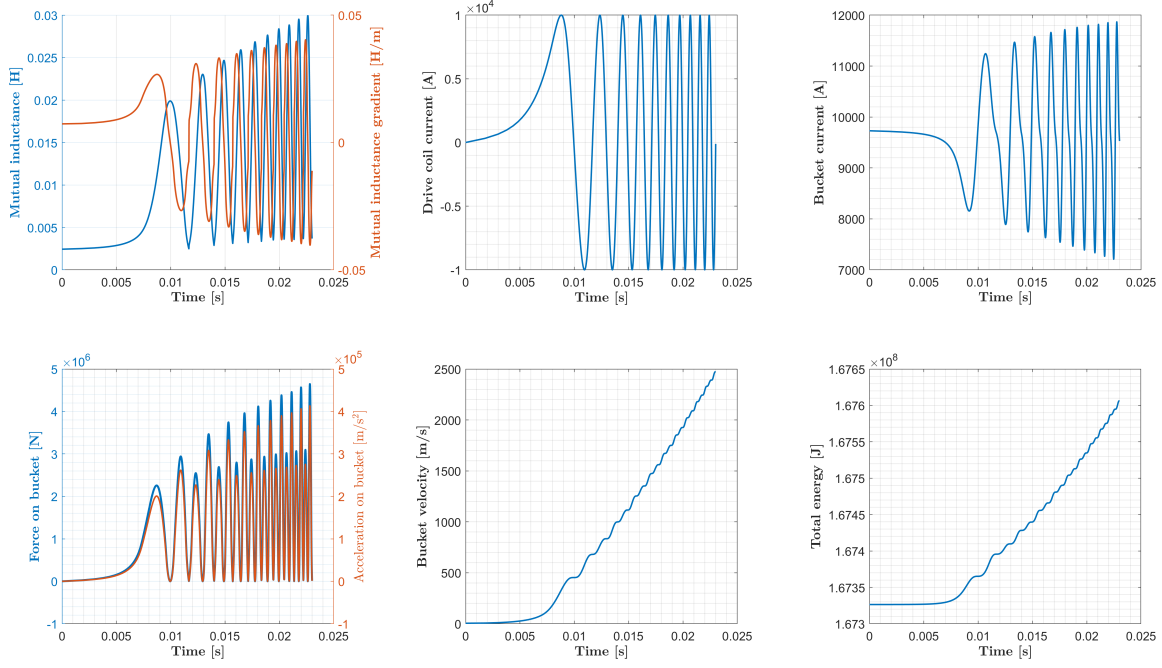 0.03
0.025
0.02
0.015
0.01
0.005
0
Mutual inductance [H]
0.05
0
-0.05
Mutual inductance gradient [H/m]
0 0.005 0.01 0.015 0.02 0.025
Time [s]
×10⁴
1
0.5
0
-0.5
-1
Drive coil current [A]
0 0.005 0.01 0.015 0.02 0.025
Time [s]
12000
11000
10000
9000
8000
7000
Bucket current [A]
0 0.005 0.01 0.015 0.02 0.025
Time [s]
×10⁶
5
4
3
2
1
0
-1
Force on bucket [N]
×10⁵
5
4
3
2
1
0
-1
Acceleration on bucket [m/s²]
0 0.005 0.01 0.015 0.02 0.025
Time [s]
2500
2000
1500
1000
500
0
Bucket velocity [m/s]
0 0.005 0.01 0.015 0.02 0.025
Time [s]
×10⁸
1.6765
1.676
1.6755
1.675
1.6745
1.674
1.6735
1.673
Total energy [J]
0 0.005 0.01 0.015 0.02 0.025
Time [s]